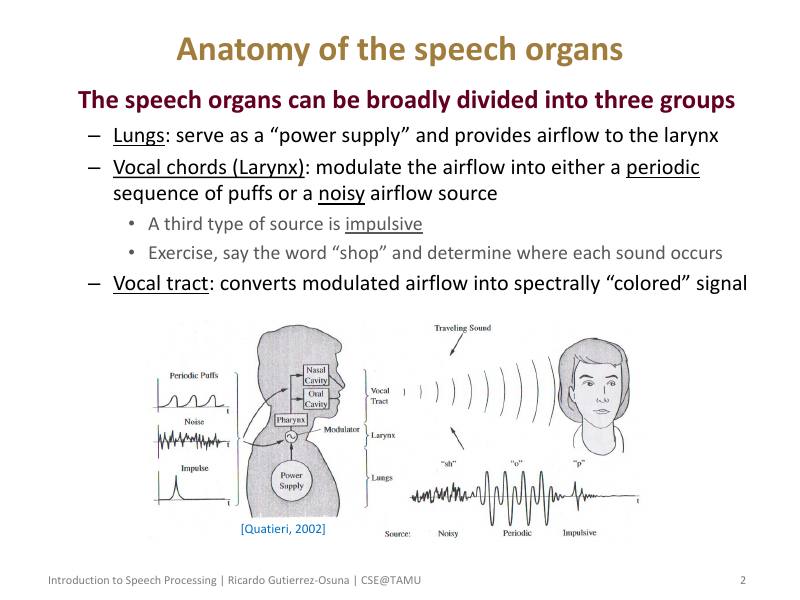 Anatomy of the speech organs
The speech organs can be broadly divided into three groups
– Lungs: serve as a “power supply” and provides airflow to the larynx
– Vocal chords (Larynx): modulate the airflow into either a periodic
sequence of puffs or a noisy airflow source
• A third type of source is impulsive
• Exercise, say the word “shop” and determine where each sound occurs
– Vocal tract: converts modulated airflow into spectrally “colored” signal
Periodic Puffs
t
Noise
t
Impulse
t
Nasal
Cavity
Oral
Cavity
Pharynx
Modulator
Power
Supply
Vocal
Tract
Larynx
Lungs
Traveling Sound
“sh”
“o”
“p”
t
Source:
Noisy
Periodic
Impulsive
[Quatieri, 2002]
Introduction to Speech Processing | Ricardo Gutierrez-Osuna | CSE@TAMU
2